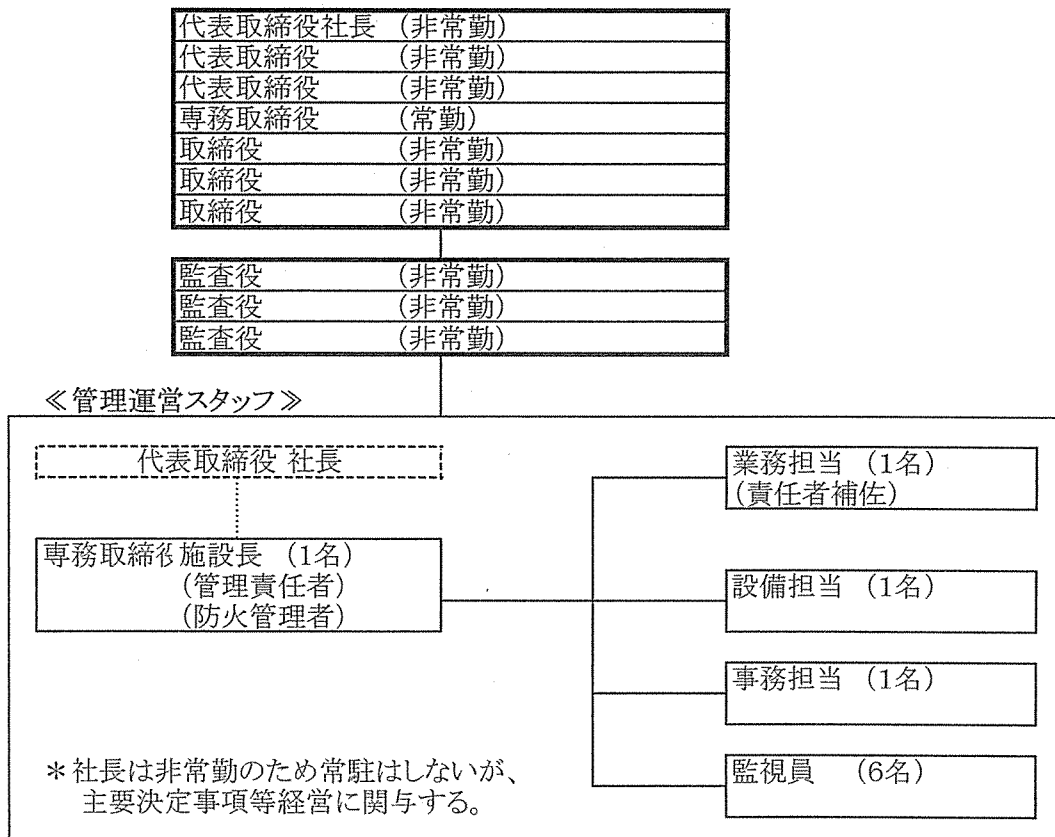 代表取締役社長 (非常勤)
代表取締役 (非常勤)
代表取締役 (非常勤)
専務取締役 (常勤)
取締役 (非常勤)
取締役 (非常勤)
取締役 (非常勤)
監査役 (非常勤)
監査役 (非常勤)
監査役 (非常勤)
≪管理運営スタッフ≫
代表取締役 社長
専務取締役施設長 (1名)
(管理責任者)
(防火管理者)
業務担当 (1名)
(責任者補佐)
設備担当 (1名)
事務担当 (1名)
監視員 (6名)
*社長は非常勤のため常駐はしないが、
主要決定事項等経営に関与する。